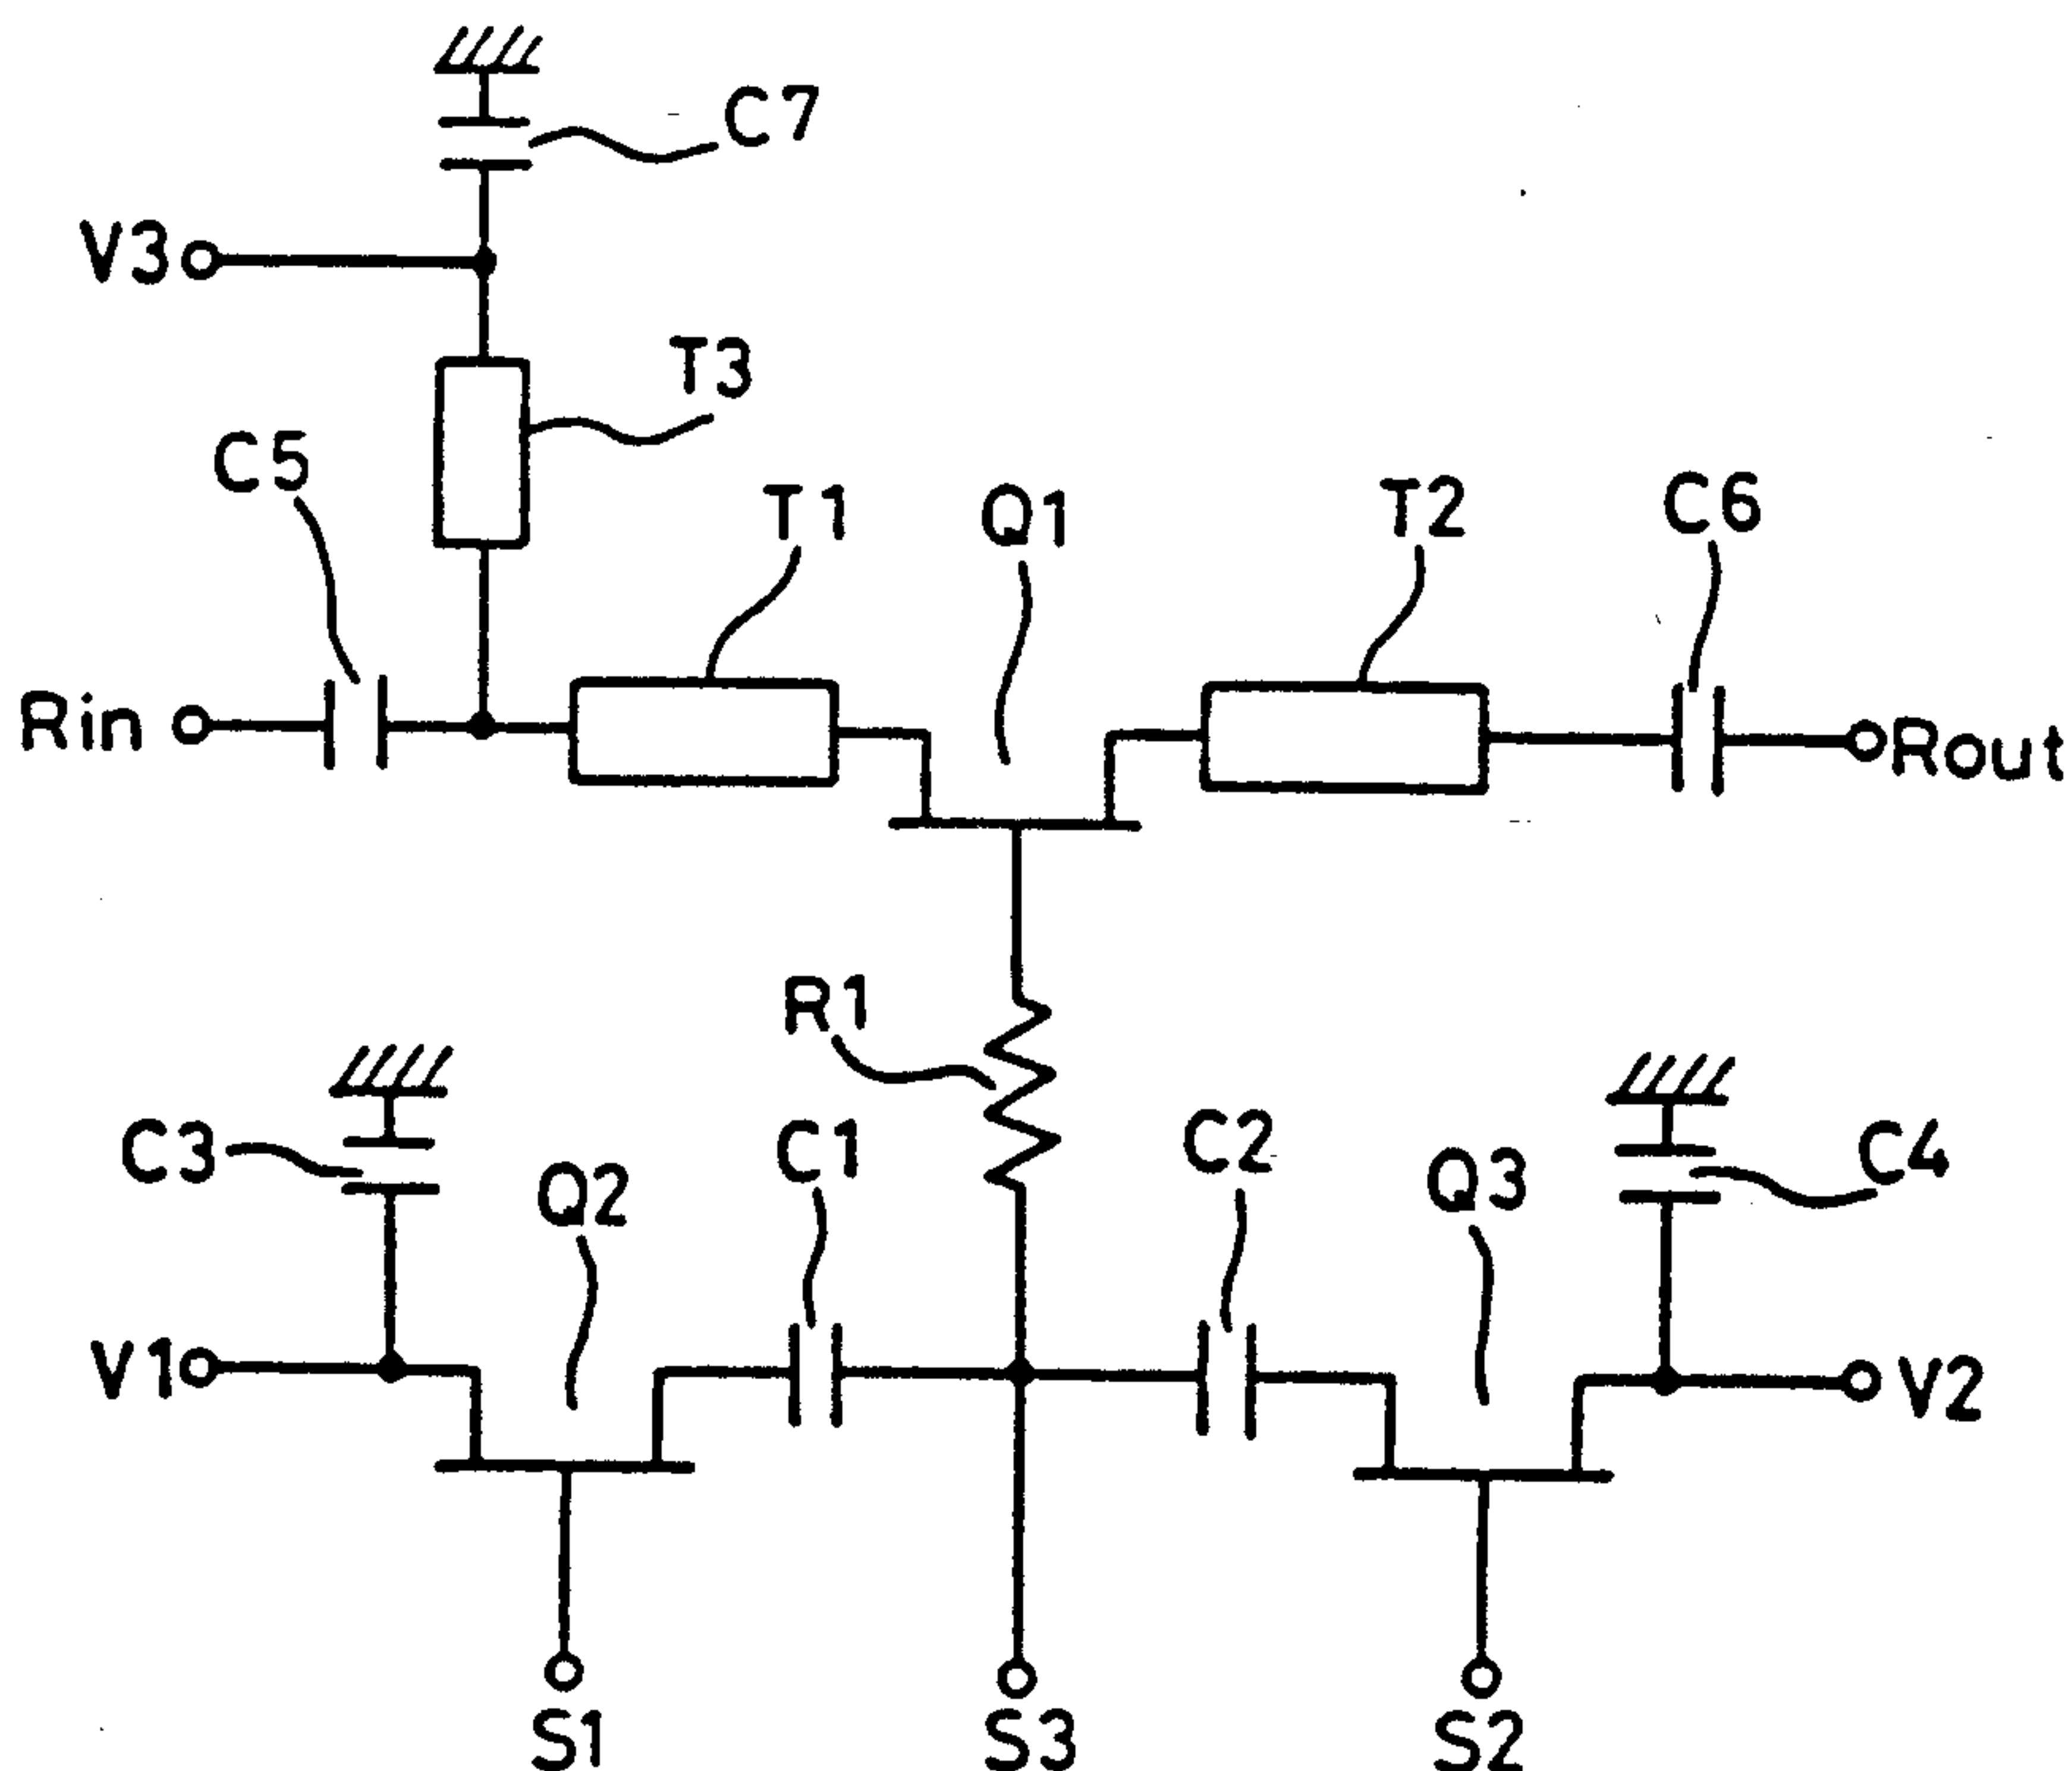 C7
V3
T3
C5
T1
Q1
T2
C6
Rin
Rout
R1
C3
Q2
C1
C2
Q3
C4
V1
V2
S1
S3
S2